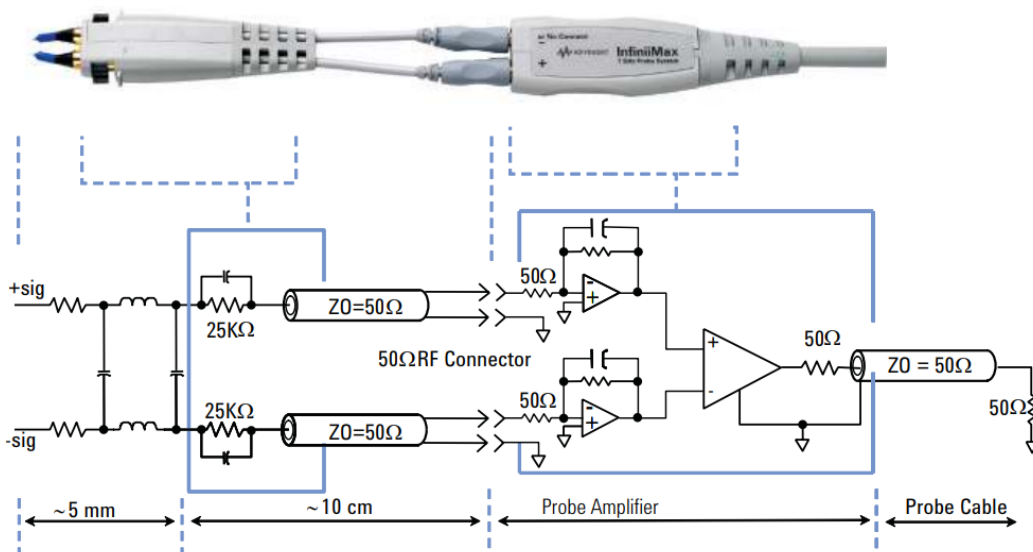 No Connect
-
+
KEYSIGHT
InfiniiMax
+sig
25KΩ
ZO=50Ω
50Ω
-
+
50ΩRF Connector
+
-
50Ω
ZO = 50Ω
50Ω
-sig
25KΩ
ZO=50Ω
50Ω
-
+
~5 mm
~10 cm
Probe Amplifier
Probe Cable